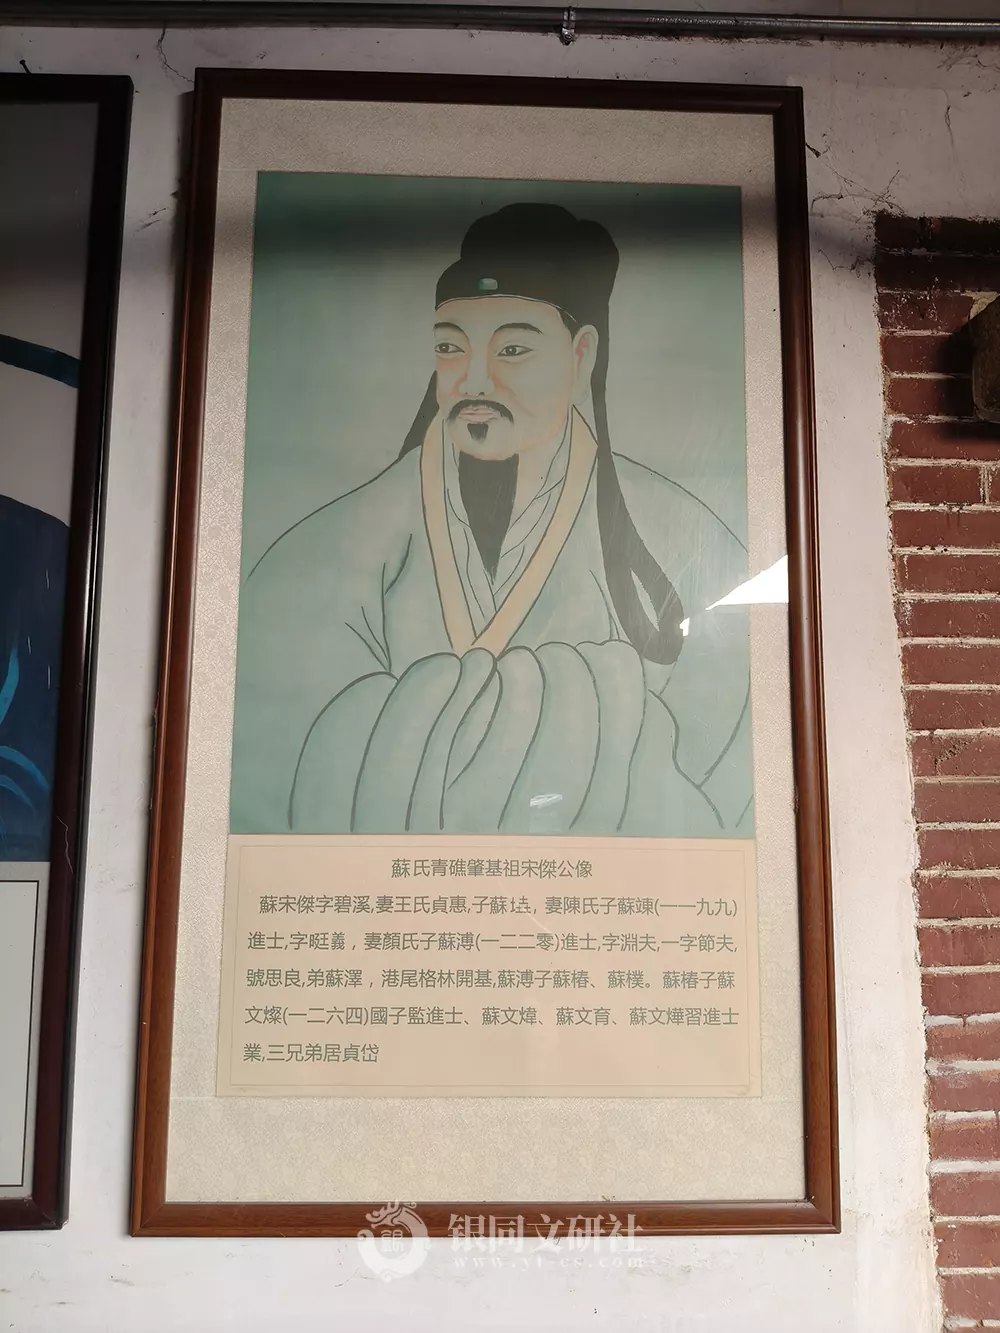 蘇氏青礁肇基祖宋傑公像
蘇宋傑字碧溪,妻王氏貞惠,子蘇𡋣,妻陳氏子蘇竦(一一九九)
進士,字晸義,妻顏氏子蘇溥(一二二零)進士,字淵夫,一字節夫,
號思良,弟蘇澤,港尾格林開基,蘇溥子蘇椿、蘇樸。蘇椿子蘇
文燦(一二六四)國子監進士、蘇文煒、蘇文育、蘇文燁習進士
業,三兄弟居貞岱
银同文研社
www.yt-cs.com